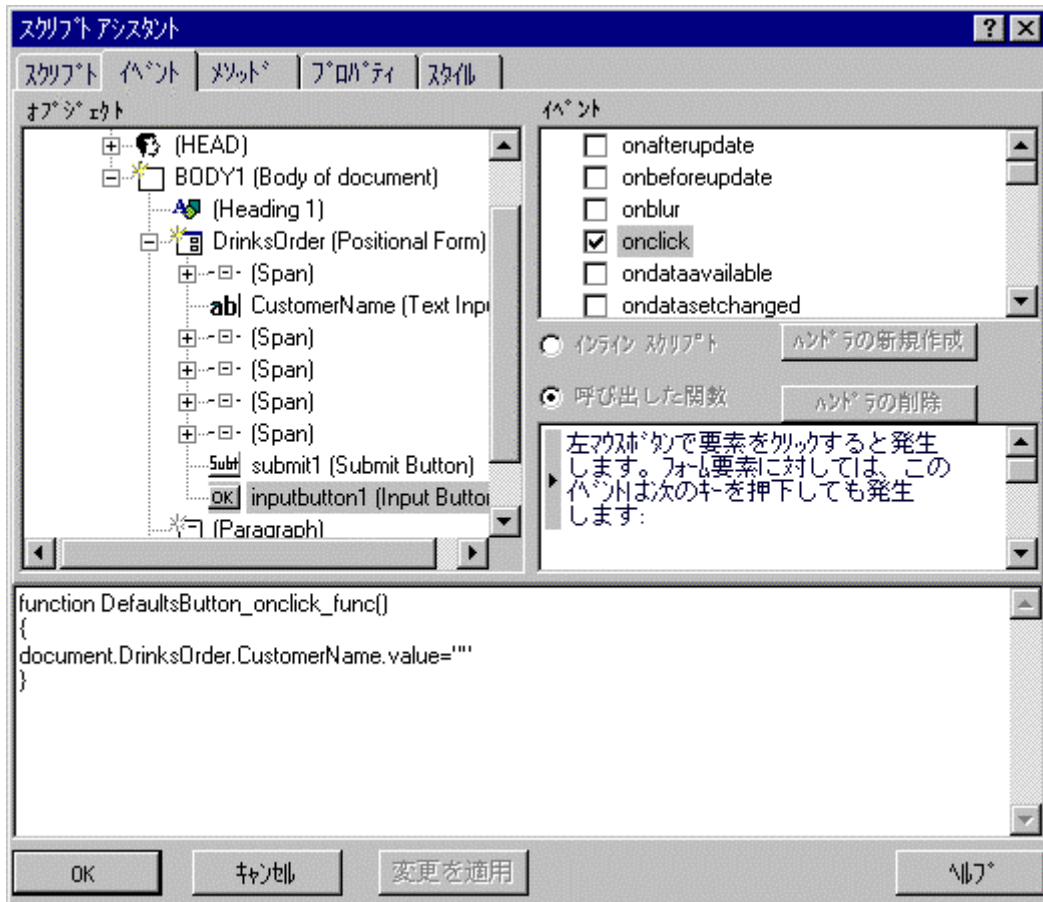 スクリプト アシスタント
スクリプト イベント メソッド プロパティ スタイル
オブジェクト
(HEAD)
BODY1 (Body of document)
(Heading 1)
DrinksOrder (Positional Form)
(Span)
CustomerName (Text Inpu
(Span)
(Span)
(Span)
(Span)
submit1 (Submit Button)
inputbutton1 (Input Button
(Paragraph)
イベント
onafterupdate
onbeforeupdate
onblur
onclick
ondataavailable
ondatasetchanged
インライン スクリプト ハンドラの新規作成
呼び出した関数 ハンドラの削除
左マウスボタンで要素をクリックすると発生
します。フォーム要素に対しては、この
イベントは次のキーを押下しても発生
します:
function DefaultsButton_onclick_func()
{
document.DrinksOrder.CustomerName.value=""
}
OK キャンセル 変更を適用 ヘルプ